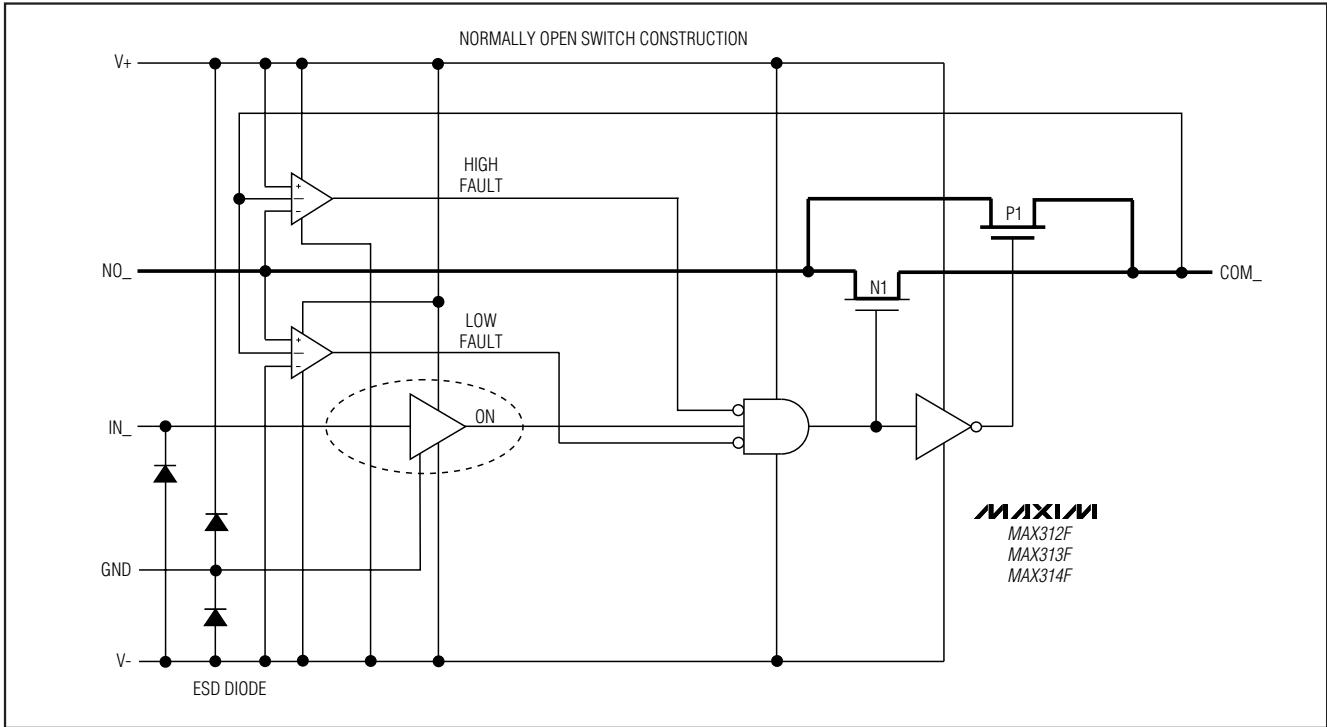 NORMALLY OPEN SWITCH CONSTRUCTION
V+
HIGH
FAULT
+
–
-
P1
NO_
COM_
N1
LOW
FAULT
+
–
-
ON
IN_
MAXIM
MAX312F
MAX313F
MAX314F
GND
V-
ESD DIODE